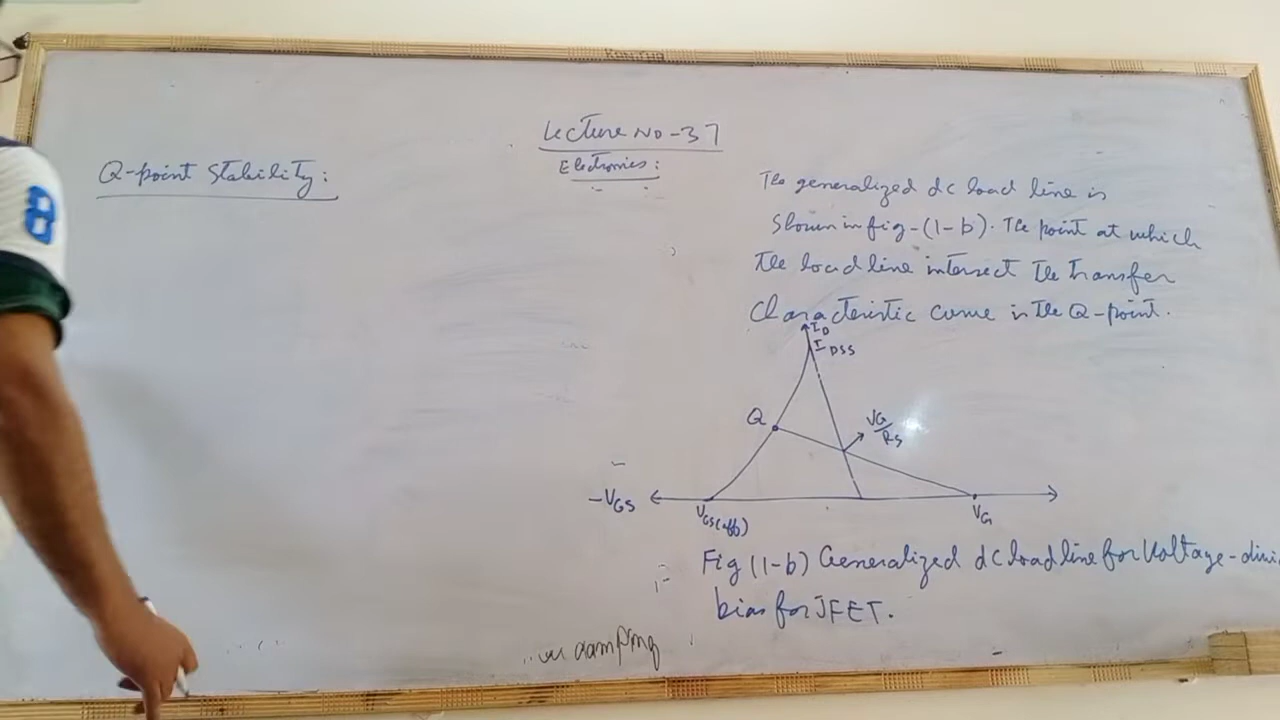 Lecture NO-37
Electronics:
Q-point Stability:
The generalized dc load line is
Shown in fig-(1-b). The point at which
the load line intersect the transfer
Characteristic curve is the Q-point.
ID
IDSS
Q
VG/RS
-VGS
VGS(off)
VG
Fig (1-b) Generalized dc load line for Voltage-divi
bias for JFET.
8